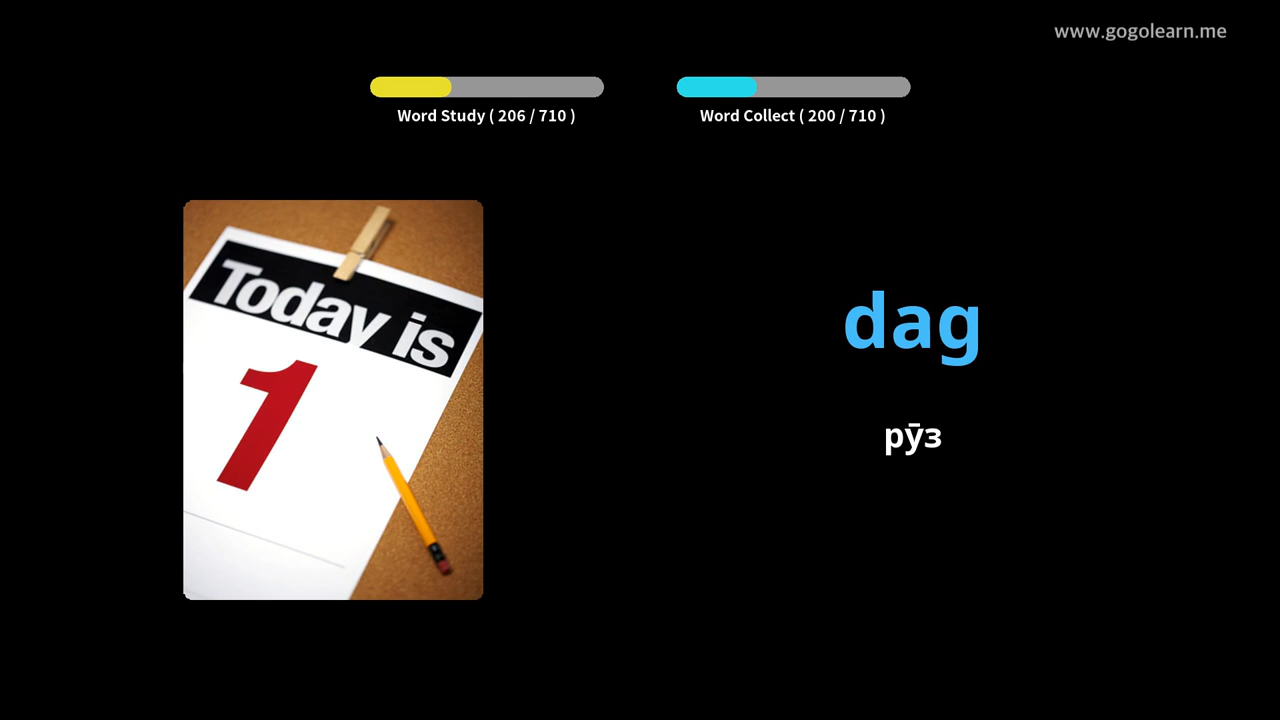 www.gogolearn.me
Word Study ( 206 / 710 )
Word Collect ( 200 / 710 )
Today is
1
dag
рӯз